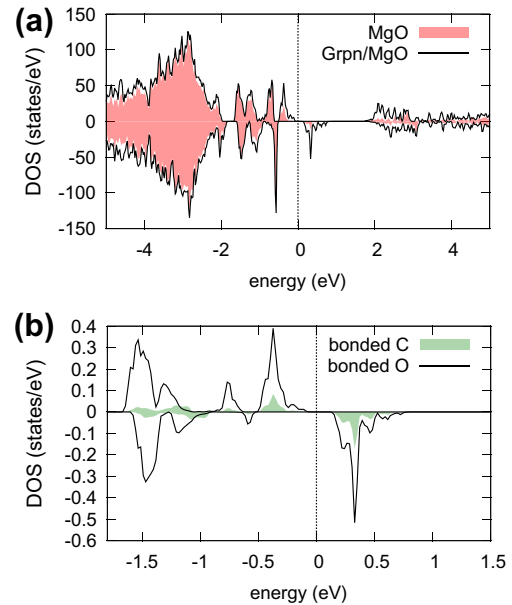 (a)
150
100
50
0
-50
-100
-150
DOS (states/eV)
MgO
Grpn/MgO
-4 -2 0 2 4
energy (eV)
(b)
0.4
0.3
0.2
0.1
0
-0.1
-0.2
-0.3
-0.4
-0.5
-0.6
DOS (states/eV)
bonded C
bonded O
-1.5 -1 -0.5 0 0.5 1 1.5
energy (eV)